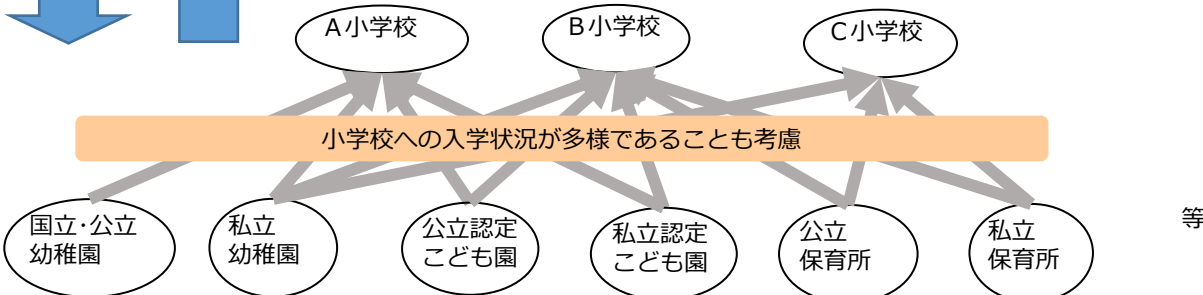 A小学校
B小学校
C小学校
小学校への入学状況が多様であることも考慮
国立・公立
幼稚園
私立
幼稚園
公立認定
こども園
私立認定
こども園
公立
保育所
私立
保育所
等